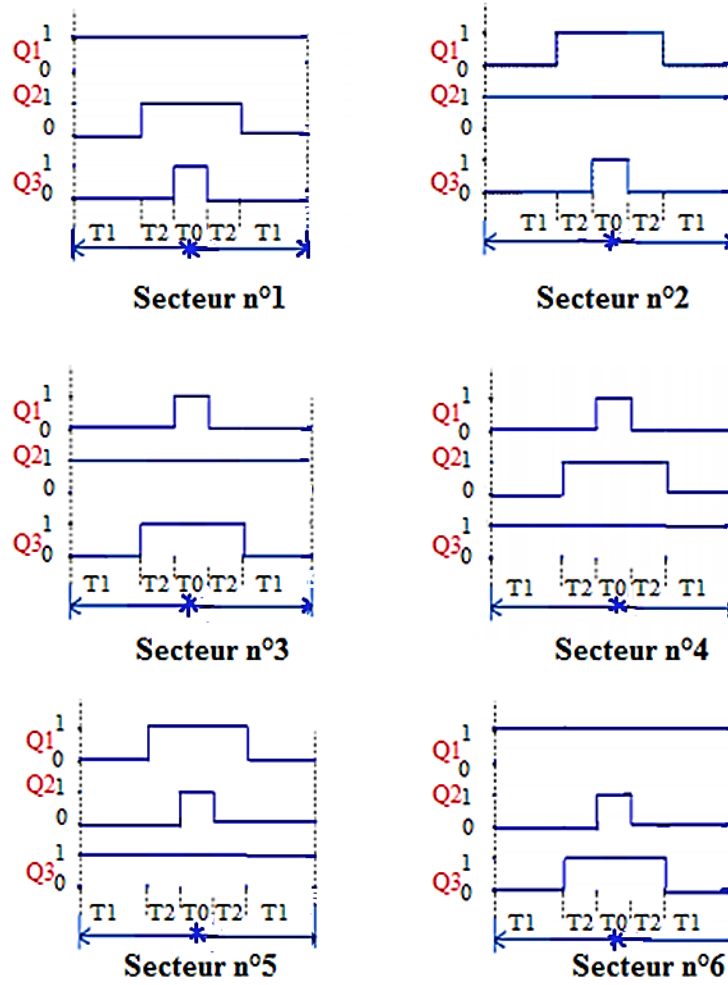 Q1 1
0
Q2 1
0
Q3 1
0
T1 T2 T0 T2 T1
Secteur n°1
Q1 1
0
Q2 1
0
Q3 1
0
T1 T2 T0 T2 T1
Secteur n°2
Q1 1
0
Q2 1
0
Q3 1
0
T1 T2 T0 T2 T1
Secteur n°3
Q1 1
0
Q2 1
0
Q3 1
0
T1 T2 T0 T2 T1
Secteur n°4
Q1 1
0
Q2 1
0
Q3 1
0
T1 T2 T0 T2 T1
Secteur n°5
Q1 1
0
Q2 1
0
Q3 1
0
T1 T2 T0 T2 T1
Secteur n°6